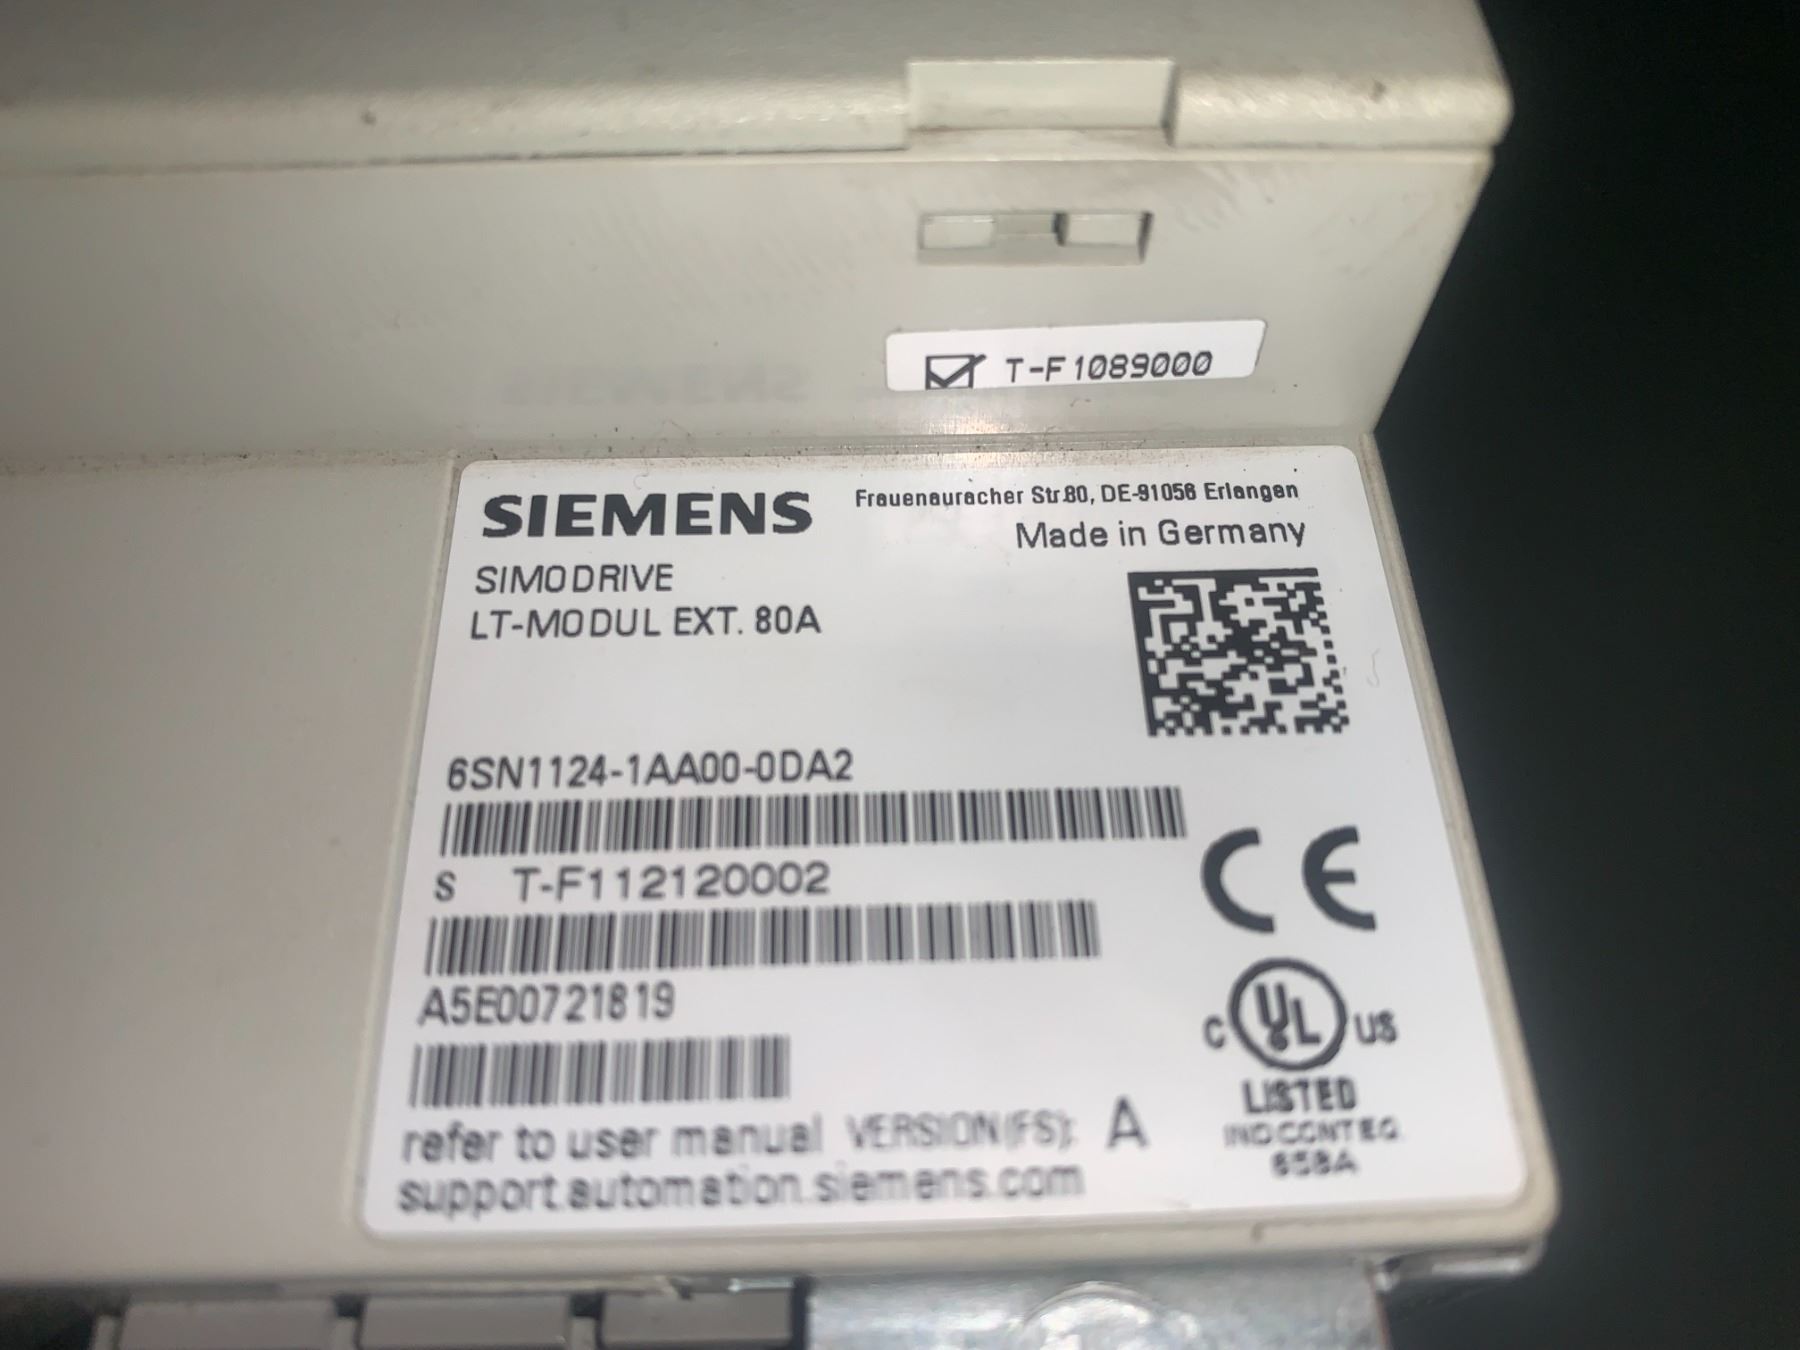 T-F1089000
SIEMENS
Frauenauracher Str.80, DE-91056 Erlangen
Made in Germany
SIMODRIVE
LT-MODUL EXT. 80A
6SN1124-1AA00-0DA2
S T-F112120002
A5E00721819
CE
C UL US
LISTED
IND CONT EQ
658A
refer to user manual VERSION(FS): A
support.automation.siemens.com